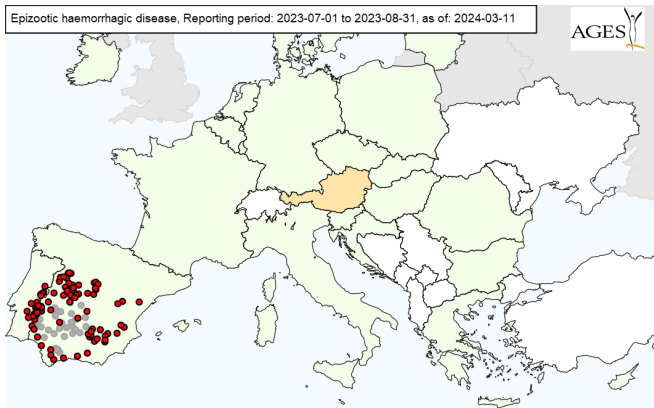 Epizootic haemorrhagic disease, Reporting period: 2023-07-01 to 2023-08-31, as of: 2024-03-11
AGES